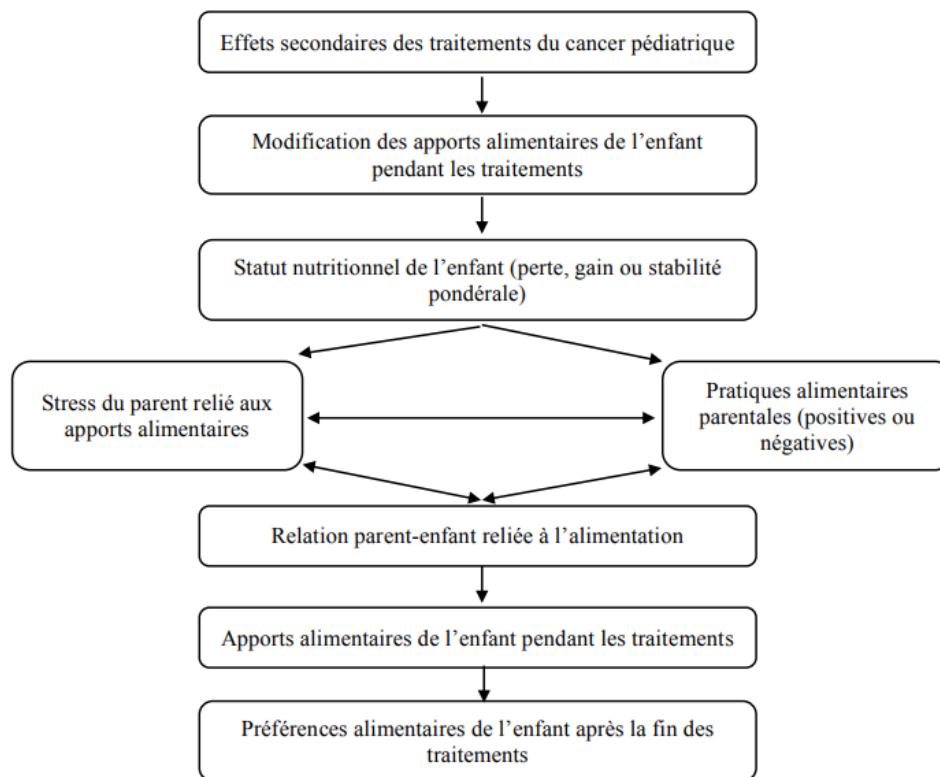 Effets secondaires des traitements du cancer pédiatrique
Modification des apports alimentaires de l’enfant
pendant les traitements
Statut nutritionnel de l’enfant (perte, gain ou stabilité
pondérale)
Stress du parent relié aux
apports alimentaires
Pratiques alimentaires
parentales (positives ou
négatives)
Relation parent-enfant reliée à l’alimentation
Apports alimentaires de l’enfant pendant les traitements
Préférences alimentaires de l’enfant après la fin des
traitements